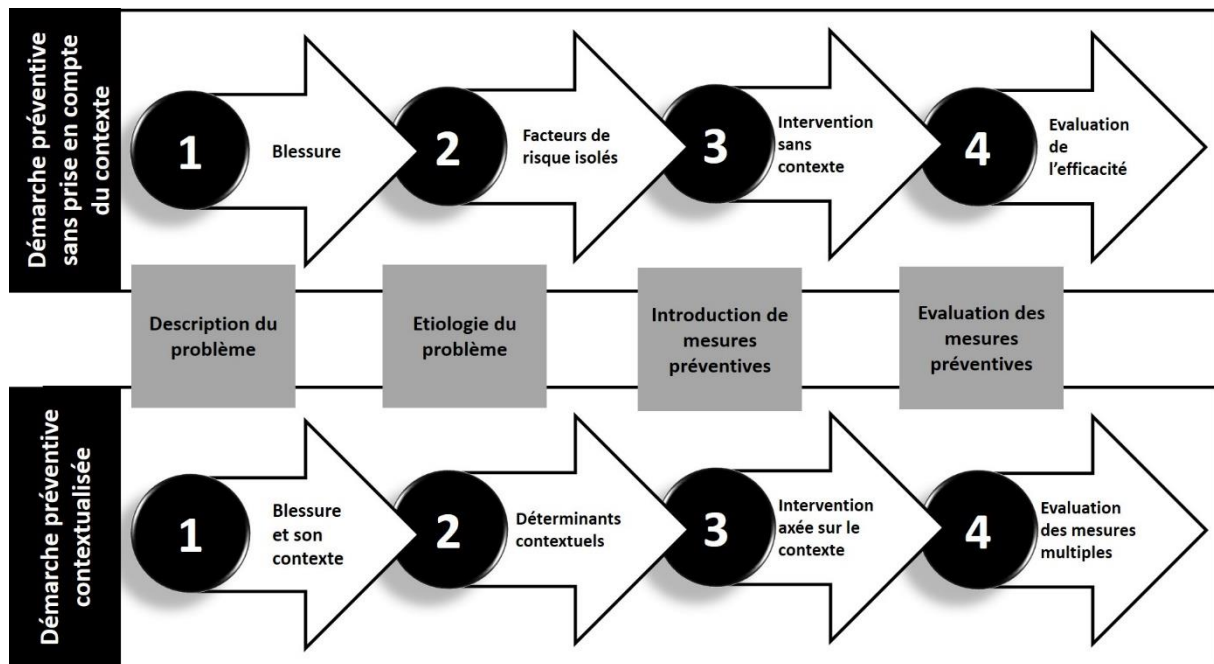 Démarche préventive
sans prise en compte
du contexte
1
Blessure
2
Facteurs de
risque isolés
3
Intervention
sans
contexte
4
Evaluation
de
l'efficacité
Description du
problème
Etiologie du
problème
Introduction de
mesures
préventives
Evaluation des
mesures
préventives
Démarche préventive
contextualisée
1
Blessure
et son
contexte
2
Déterminants
contextuels
3
Intervention
axée sur le
contexte
4
Evaluation
des mesures
multiples